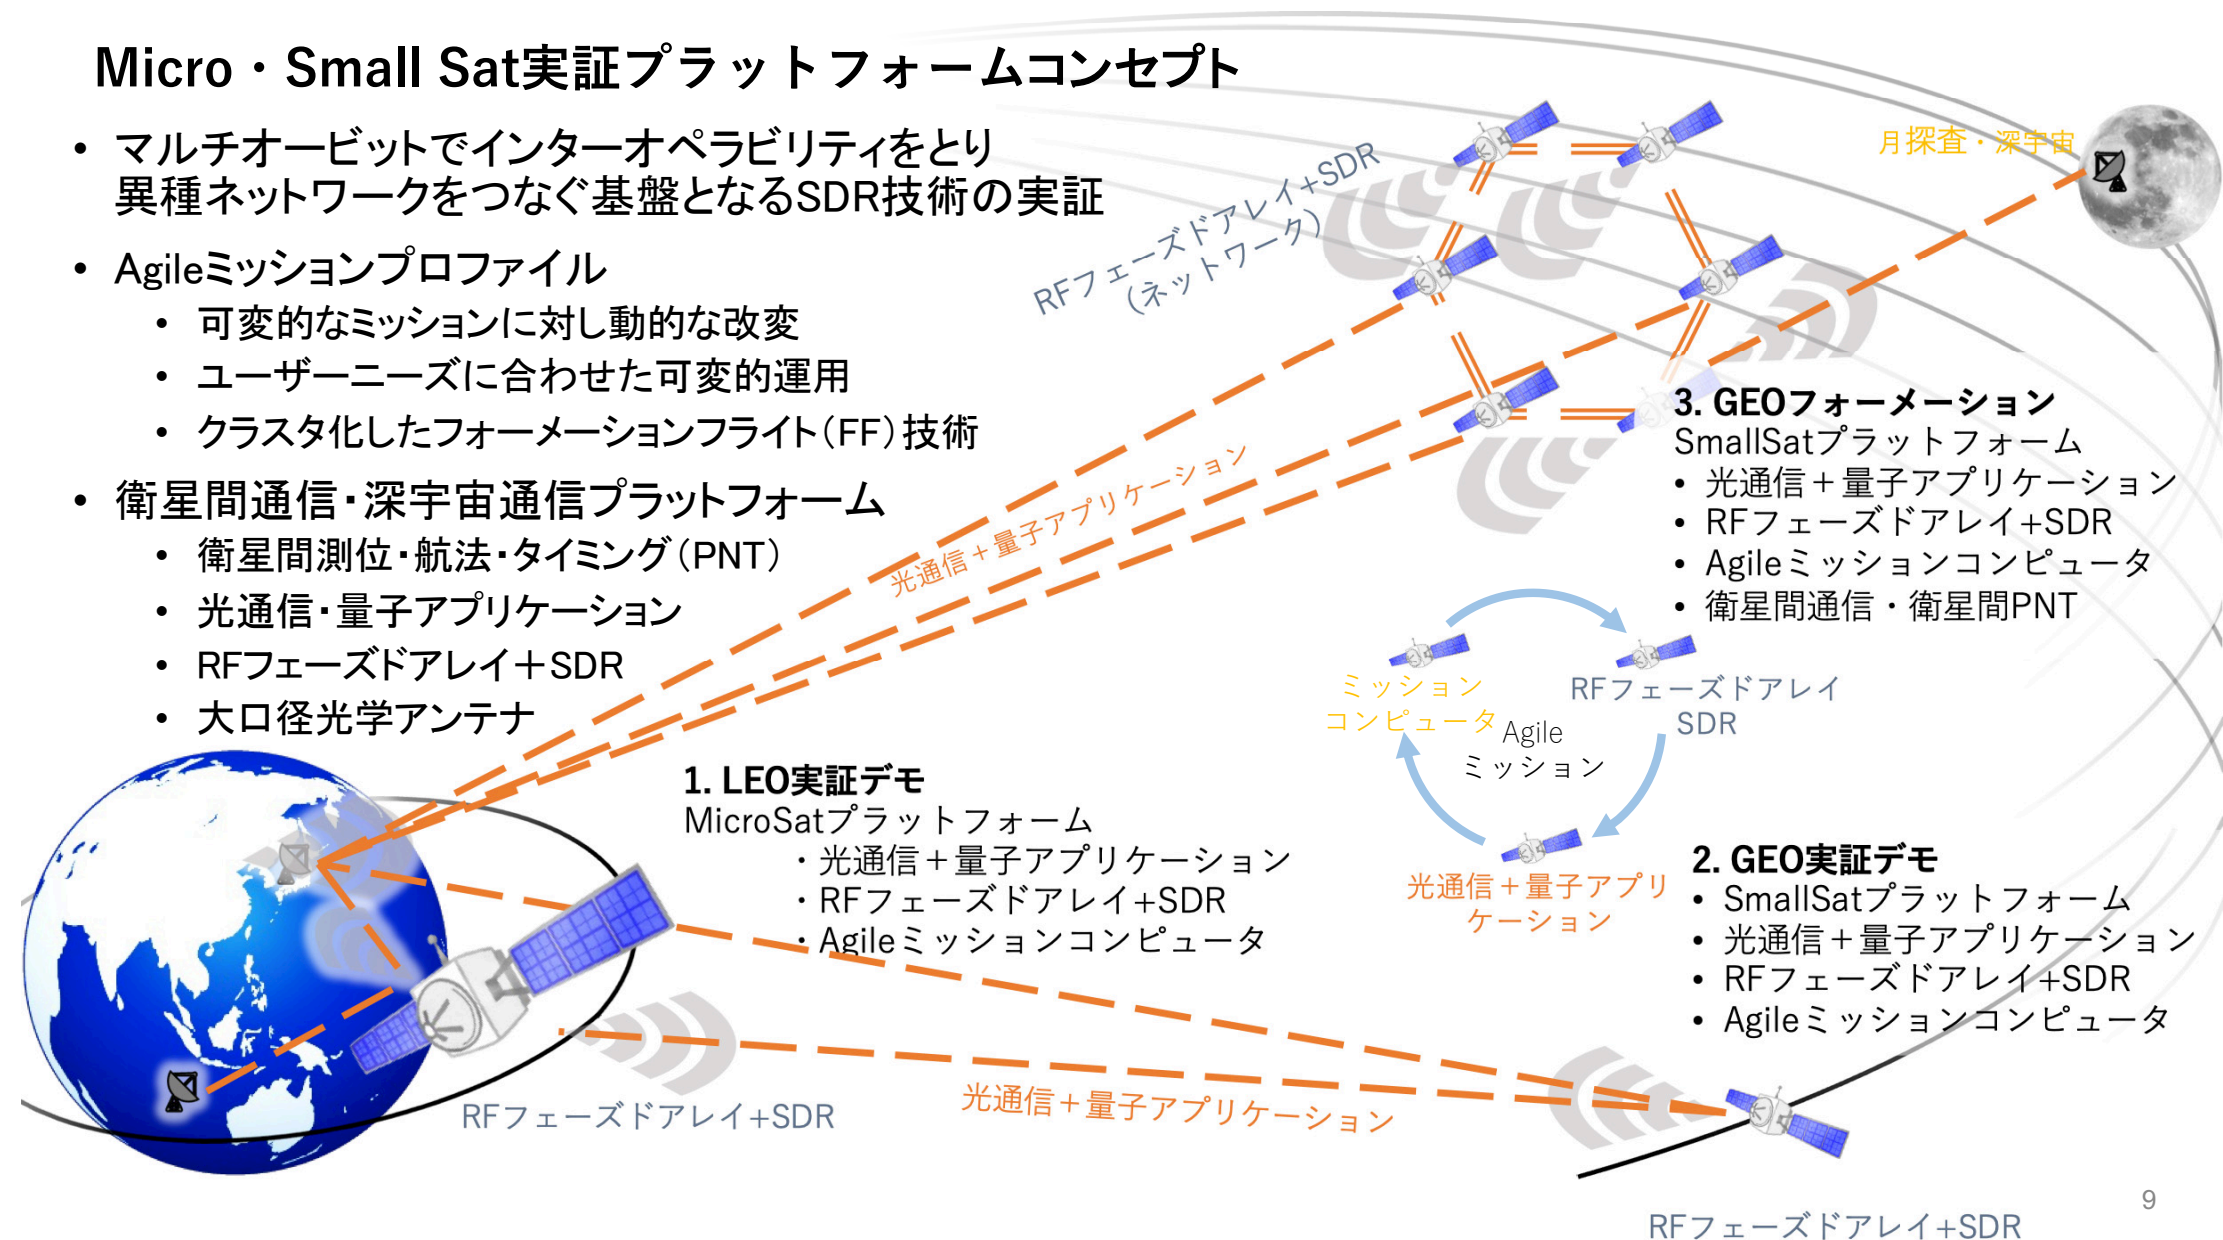 Micro・Small Sat実証プラットフォームコンセプト
• マルチオービットでインターオペラビリティをとり
異種ネットワークをつなぐ基盤となるSDR技術の実証
• Agileミッションプロファイル
• 可変的なミッションに対し動的な改変
• ユーザーニーズに合わせた可変的運用
• クラスタ化したフォーメーションフライト（FF）技術
• 衛星間通信・深宇宙通信プラットフォーム
• 衛星間測位・航法・タイミング（PNT）
• 光通信・量子アプリケーション
• RFフェーズドアレイ＋SDR
• 大口径光学アンテナ
RFフェーズドアレイ+SDR
（ネットワーク）
月探査・深宇宙
光通信＋量子アプリケーション
3. GEOフォーメーション
SmallSatプラットフォーム
• 光通信＋量子アプリケーション
• RFフェーズドアレイ+SDR
• Agileミッションコンピュータ
• 衛星間通信・衛星間PNT
ミッション
コンピュータ
RFフェーズドアレイ
SDR
Agile
ミッション
光通信＋量子アプリ
ケーション
1. LEO実証デモ
MicroSatプラットフォーム
・光通信＋量子アプリケーション
・RFフェーズドアレイ+SDR
・Agileミッションコンピュータ
2. GEO実証デモ
• SmallSatプラットフォーム
• 光通信＋量子アプリケーション
• RFフェーズドアレイ+SDR
• Agileミッションコンピュータ
RFフェーズドアレイ+SDR
光通信＋量子アプリケーション
RFフェーズドアレイ+SDR
9